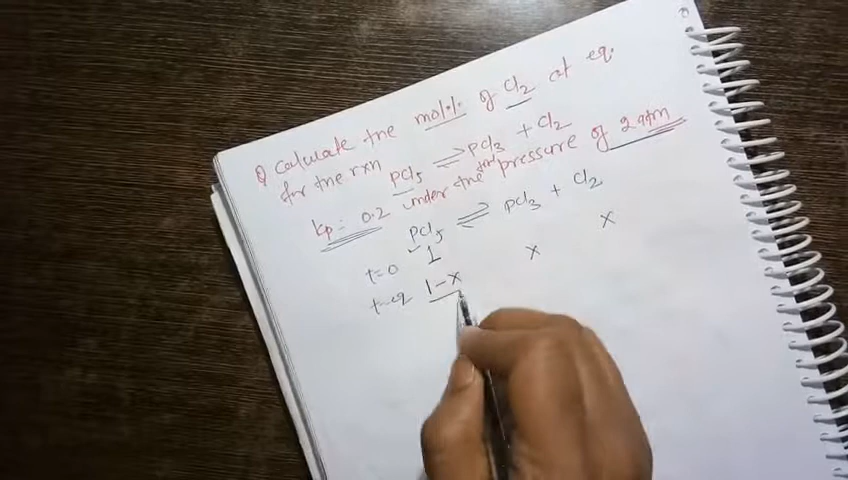 Q Calculate the mol% of Cl2 at eq.
for the rxn PCl5 ⇌ PCl3 + Cl2
Kp = 0.2 under the total pressure of 2 atm
PCl5 ⇌ PCl3 + Cl2
t=0 1
t=eq 1-x x x